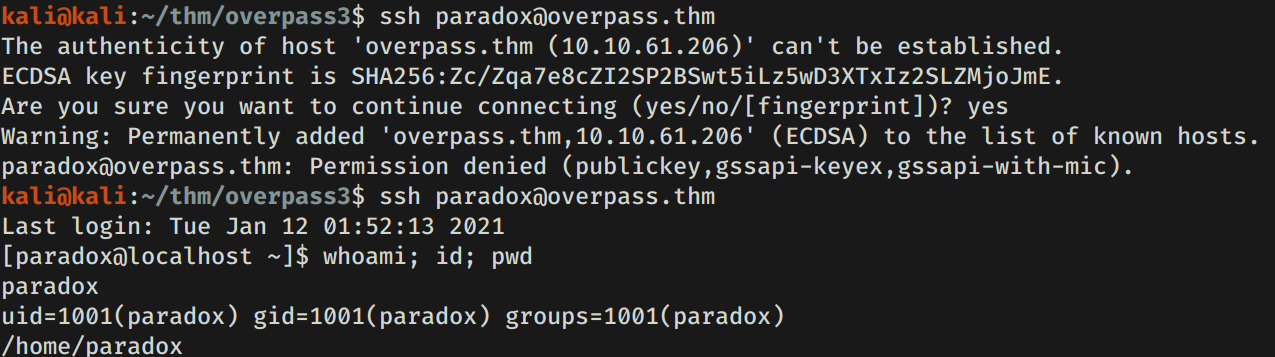 kali@kali:~/thm/overpass3$ ssh paradox@overpass.thm
The authenticity of host 'overpass.thm (10.10.61.206)' can't be established.
ECDSA key fingerprint is SHA256:Zc/Zqa7e8cZI2SP2BSwt5iLz5wD3XTxIz2SLZMjoJmE.
Are you sure you want to continue connecting (yes/no/[fingerprint])? yes
Warning: Permanently added 'overpass.thm,10.10.61.206' (ECDSA) to the list of known hosts.
paradox@overpass.thm: Permission denied (publickey,gssapi-keyex,gssapi-with-mic).
kali@kali:~/thm/overpass3$ ssh paradox@overpass.thm
Last login: Tue Jan 12 01:52:13 2021
[paradox@localhost ~]$ whoami; id; pwd
paradox
uid=1001(paradox) gid=1001(paradox) groups=1001(paradox)
/home/paradox